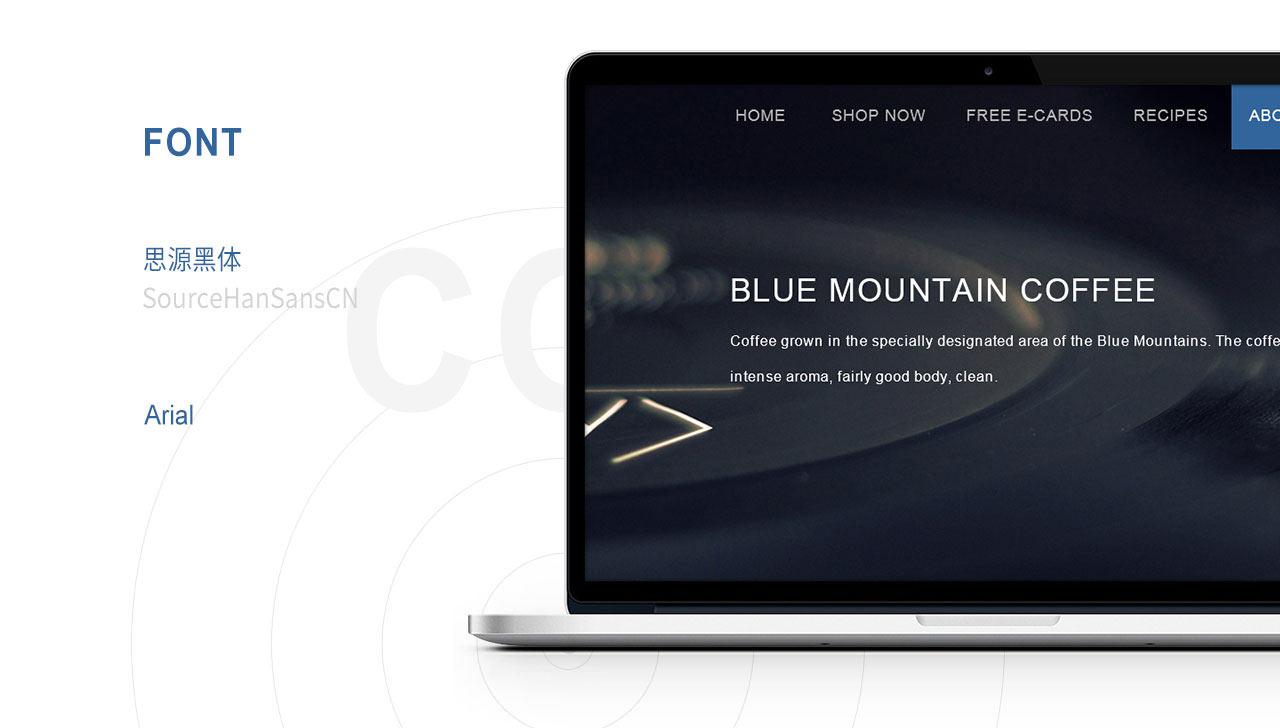 FONT
思源黑体
SourceHanSansCN
Arial
CO
HOME SHOP NOW FREE E-CARDS RECIPES ABO
BLUE MOUNTAIN COFFEE
Coffee grown in the specially designated area of the Blue Mountains. The coffe
intense aroma, fairly good body, clean.